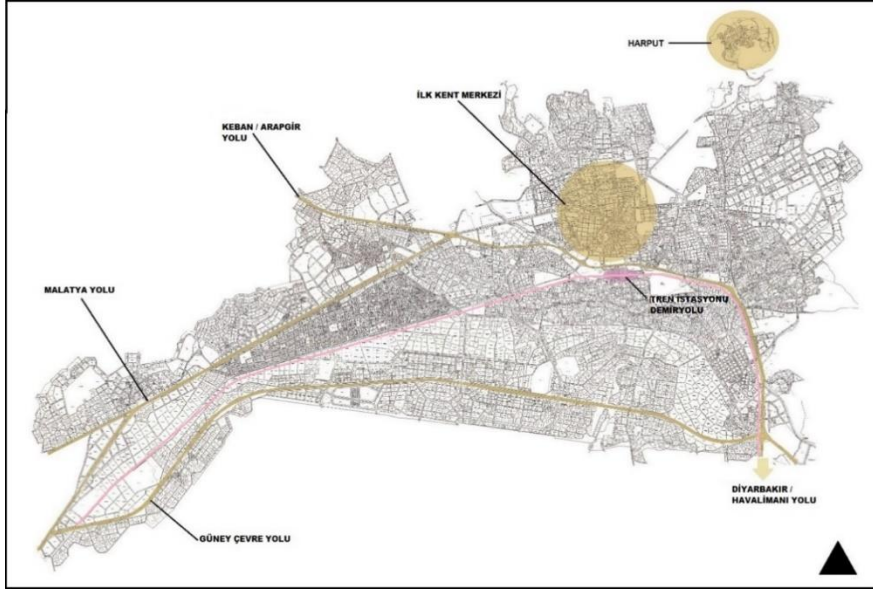 HARPUT
İLK KENT MERKEZİ
KEBAN / ARAPGİR
YOLU
MALATYA YOLU
TREN İSTASYONU
DEMİRYOLU
DİYARBAKIR /
HAVALİMANI YOLU
GÜNEY ÇEVRE YOLU